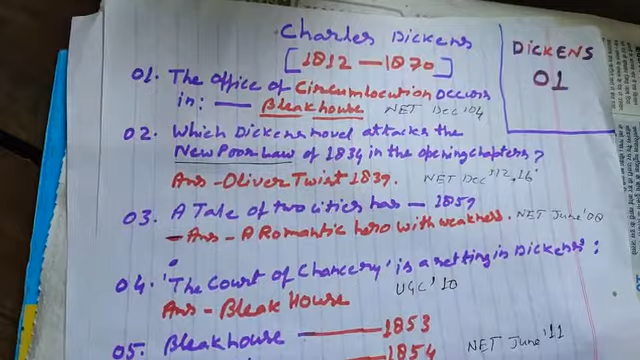 Charles Dickens
[1812 — 1870]
DICKENS
01
01. The office of Circumlocution occurs
in: — Bleak house NET Dec '04
02. Which Dickens novel attacks the
New Poor Law of 1834 in the opening chapters?
Ans - Oliver Twist 1839. NET Dec '12, 16'
03. A Tale of two cities has — 1859
- Ans - A Romantic hero with weakness. NET June '08
04. 'The Court of Chancery' is a setting in Dickens':
Ans - Bleak House UGC '10
05. Bleakhouse — 1853
NET June '11
— 1854